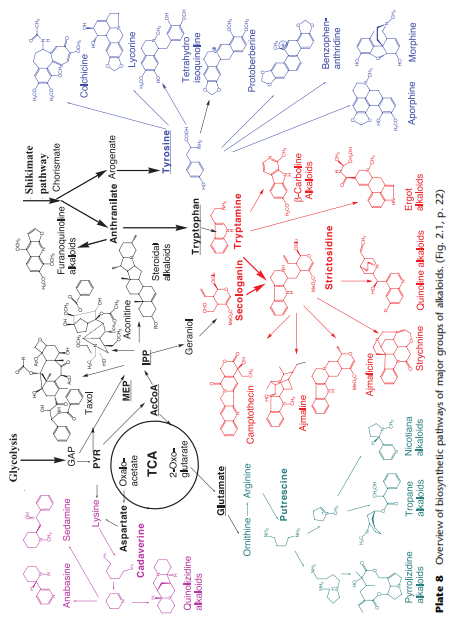 Glycolysis
Shikimate
pathway
Chorismate
GAP
PYR
MEP
IPP
AcCoA
Taxol
Aconitine
Steroidal
alkaloids
Furanoquinoline
alkaloids
Anthranilate
Arogenate
Tyrosine
Colchicine
Lycorine
Tetrahydro
isoquinoline
Protoberberine
Benzophen-
anthridine
Morphine
Aporphine
Anabasine
Sedamine
Lysine
Cadaverine
Quinolizidine
alkaloids
Aspartate
Oxalo-
acetate
TCA
2-Oxo-
glutarate
Geraniol
Secologanin
Tryptophan
Tryptamine
β-Carboline
Alkaloids
Ergot
alkaloids
Strictosidine
Glutamate
Ornithine
Arginine
Putrescine
Camptothecin
Ajmaline
Ajmalicine
Strychnine
Quinoline alkaloids
Pyrrolizidine
alkaloids
Tropane
alkaloids
Nicotiana
alkaloids
Plate 8 Overview of biosynthetic pathways of major groups of alkaloids. (Fig. 2.1, p. 22)